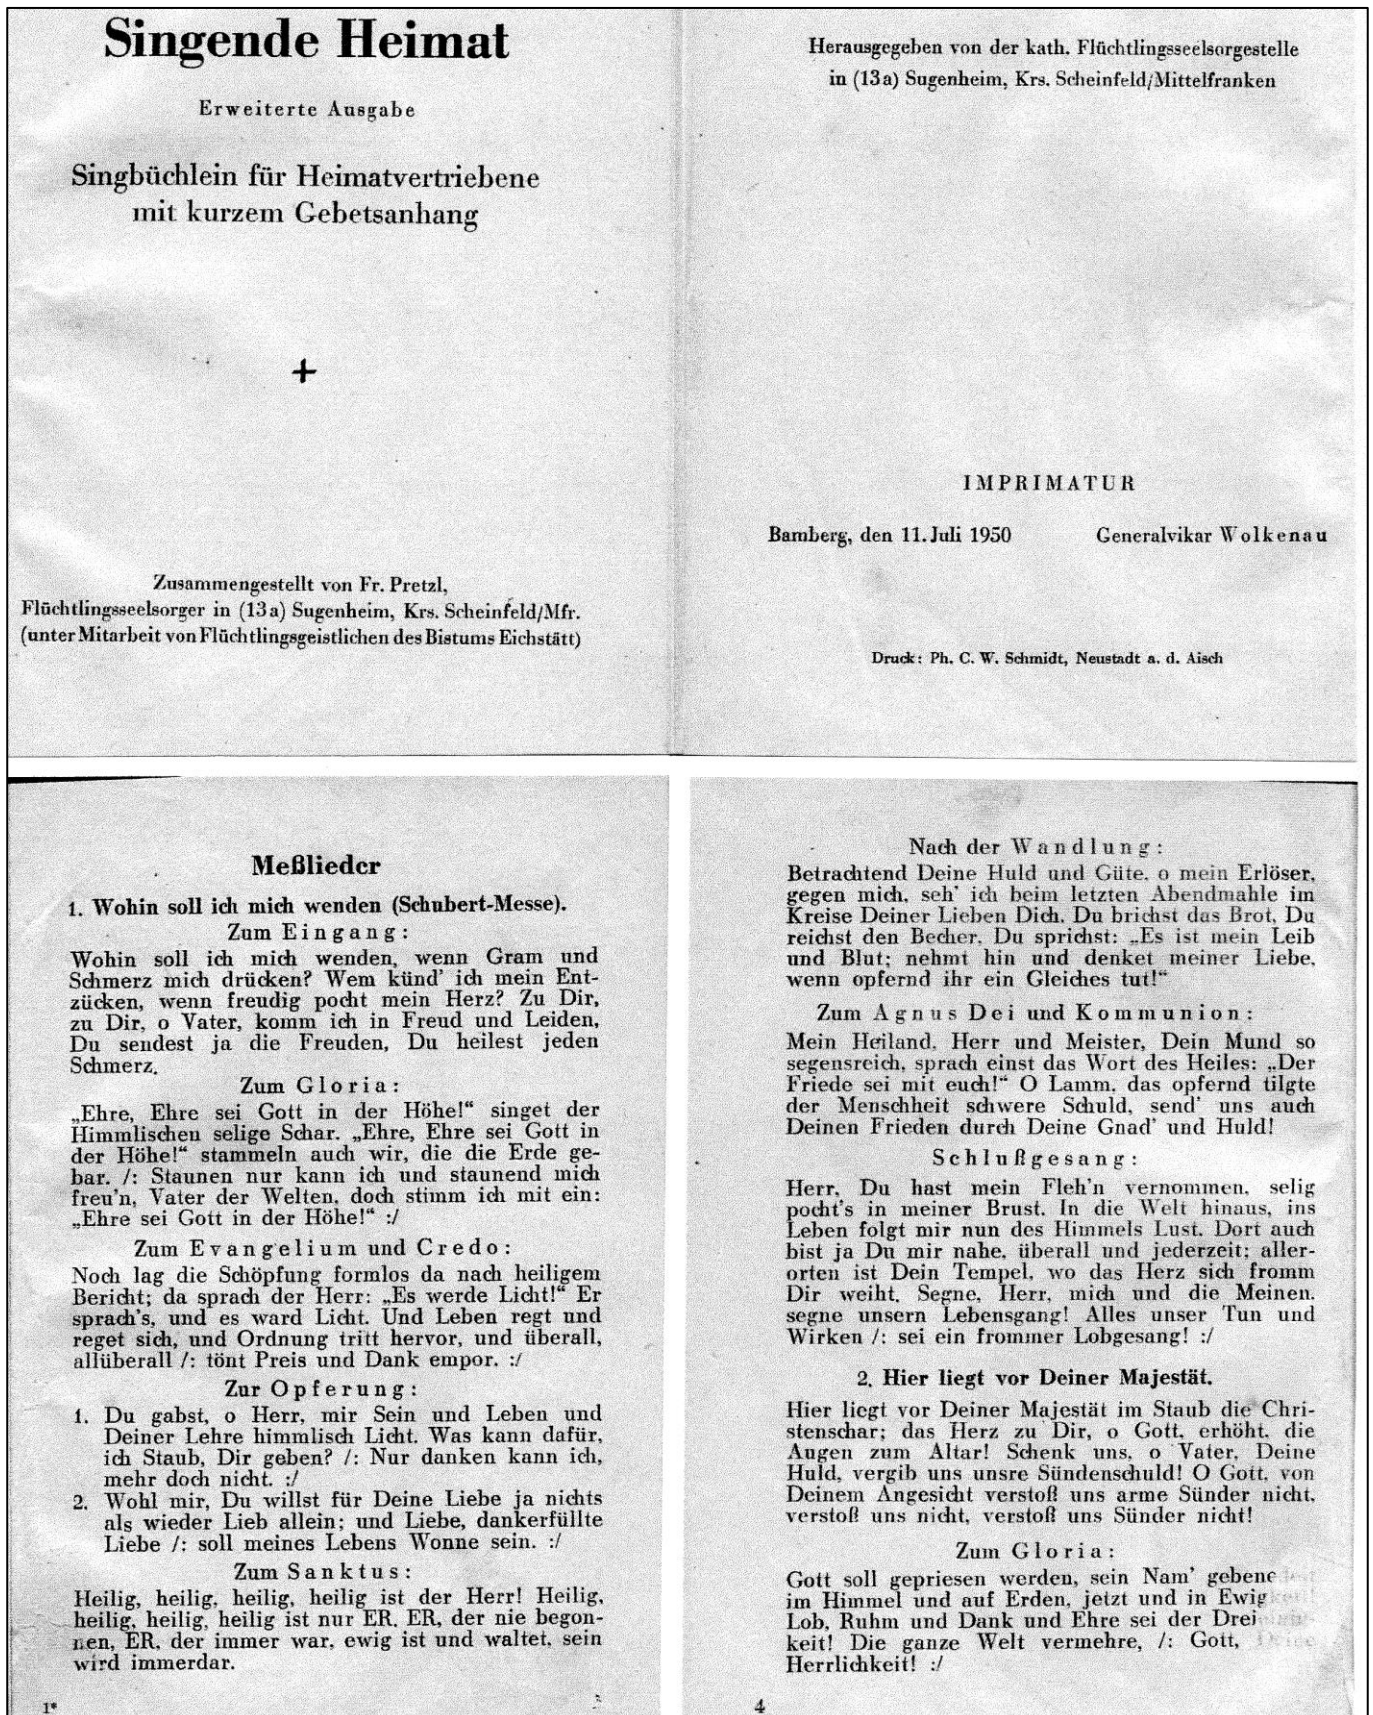 Singende Heimat
Erweiterte Ausgabe
Singbüchlein für Heimatvertriebene
mit kurzem Gebetsanhang
+
Zusammengestellt von Fr. Pretzl,
Flüchtlingsseelsorger in (13a) Sugenheim, Krs. Scheinfeld/Mfr.
(unter Mitarbeit von Flüchtlingsgeistlichen des Bistums Eichstätt)
Herausgegeben von der kath. Flüchtlingsseelsorgestelle
in (13a) Sugenheim, Krs. Scheinfeld/Mittelfranken
IMPRIMATUR
Bamberg, den 11. Juli 1950 Generalvikar Wolkenau
Druck: Ph. C. W. Schmidt, Neustadt a. d. Aisch
Meßlieder
1. Wohin soll ich mich wenden (Schubert-Messe).
Zum Eingang:
Wohin soll ich mich wenden, wenn Gram und
Schmerz mich drücken? Wem künd' ich mein Ent-
zücken, wenn freudig pocht mein Herz? Zu Dir,
zu Dir, o Vater, komm ich in Freud und Leiden,
Du sendest ja die Freuden, Du heilest jeden
Schmerz.
Zum Gloria:
„Ehre, Ehre sei Gott in der Höhe!“ singet der
Himmlischen selige Schar. „Ehre, Ehre sei Gott in
der Höhe!“ stammeln auch wir, die die Erde ge-
bar. /: Staunen nur kann ich und staunend mich
freu'n, Vater der Welten, doch stimm ich mit ein:
„Ehre sei Gott in der Höhe!“ :/
Zum Evangelium und Credo:
Noch lag die Schöpfung formlos da nach heiligem
Bericht; da sprach der Herr: „Es werde Licht!“ Er
sprach's, und es ward Licht. Und Leben regt und
reget sich, und Ordnung tritt hervor, und überall,
allüberall /: tönt Preis und Dank empor. :/
Zur Opferung:
1. Du gabst, o Herr, mir Sein und Leben und
Deiner Lehre himmlisch Licht. Was kann dafür,
ich Staub, Dir geben? /: Nur danken kann ich,
mehr doch nicht. :/
2. Wohl mir, Du willst für Deine Liebe ja nichts
als wieder Lieb allein; und Liebe, dankerfüllte
Liebe /: soll meines Lebens Wonne sein. :/
Zum Sanktus:
Heilig, heilig, heilig, heilig ist der Herr! Heilig,
heilig, heilig, heilig ist nur ER, ER, der nie begon-
nen, ER, der immer war, ewig ist und waltet, sein
wird immerdar.
1*
Nach der Wandlung:
Betrachtend Deine Huld und Güte, o mein Erlöser,
gegen mich, seh' ich beim letzten Abendmahle im
Kreise Deiner Lieben Dich. Du brichst das Brot, Du
reichst den Becher, Du sprichst: „Es ist mein Leib
und Blut; nehmt hin und denket meiner Liebe,
wenn opfernd ihr ein Gleiches tut!“
Zum Agnus Dei und Kommunion:
Mein Heiland, Herr und Meister, Dein Mund so
segensreich, sprach einst das Wort des Heiles: „Der
Friede sei mit euch!“ O Lamm, das opfernd tilgte
der Menschheit schwere Schuld, send' uns auch
Deinen Frieden durch Deine Gnad' und Huld!
Schlußgesang:
Herr, Du hast mein Fleh'n vernommen, selig
pocht's in meiner Brust. In die Welt hinaus, ins
Leben folgt mir nun des Himmels Lust. Dort auch
bist ja Du mir nahe, überall und jederzeit; aller-
orten ist Dein Tempel, wo das Herz sich fromm
Dir weiht. Segne, Herr, mich und die Meinen,
segne unsern Lebensgang! Alles unser Tun und
Wirken /: sei ein frommer Lobgesang! :/
2. Hier liegt vor Deiner Majestät.
Hier liegt vor Deiner Majestät im Staub die Chri-
stenschar; das Herz zu Dir, o Gott, erhöht, die
Augen zum Altar! Schenk uns, o Vater, Deine
Huld, vergib uns unsre Sündenschuld! O Gott, von
Deinem Angesicht verstoß uns arme Sünder nicht,
verstoß uns nicht, verstoß uns Sünder nicht!
Zum Gloria:
Gott soll gepriesen werden, sein Nam'
im Himmel und auf Erden, jetzt und in
Lob, Ruhm und Dank und Ehre sei der
keit! Die ganze Welt vermehre, /: Gott, Deine
Herrlichkeit! :/
4